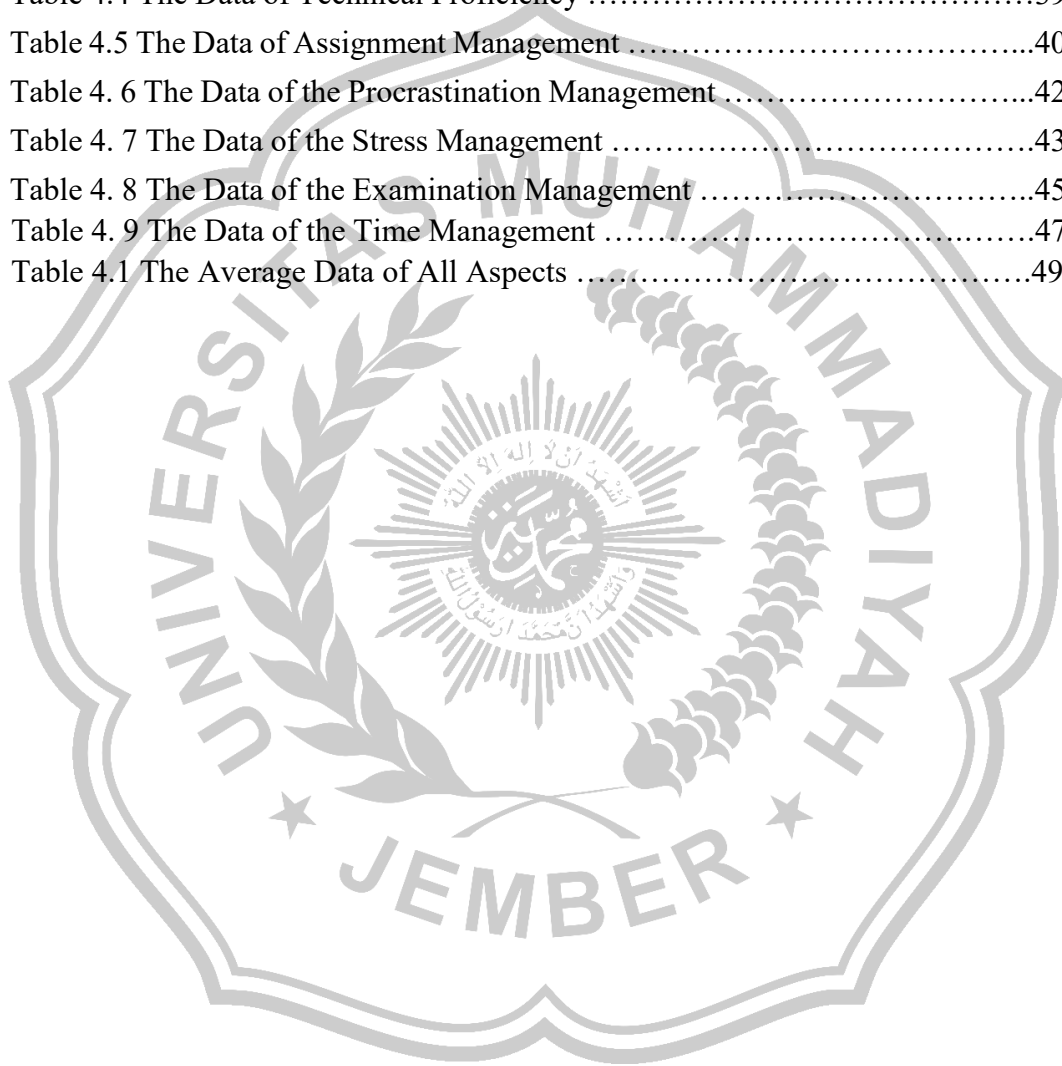 Table 4.4 The Data of Technical Proficiency ……………………………………39
Table 4.5 The Data of Assignment Management …………………………………...40
Table 4. 6 The Data of the Procrastination Management …………………………...42
Table 4. 7 The Data of the Stress Management …………………………………….43
Table 4. 8 The Data of the Examination Management ……………………………..45
Table 4. 9 The Data of the Time Management ……………………………………..47
Table 4.1 The Average Data of All Aspects ……………………………………….49
UNIVERSITAS MUHAMMADIYAH
اَشْهَدُ اَنْ لَا اِلٰهَ اِلَّا اللهُ
وَاَشْهَدُ اَنَّ مُحَمَّدًا رَسُوْلُ اللهِ
JEMBER